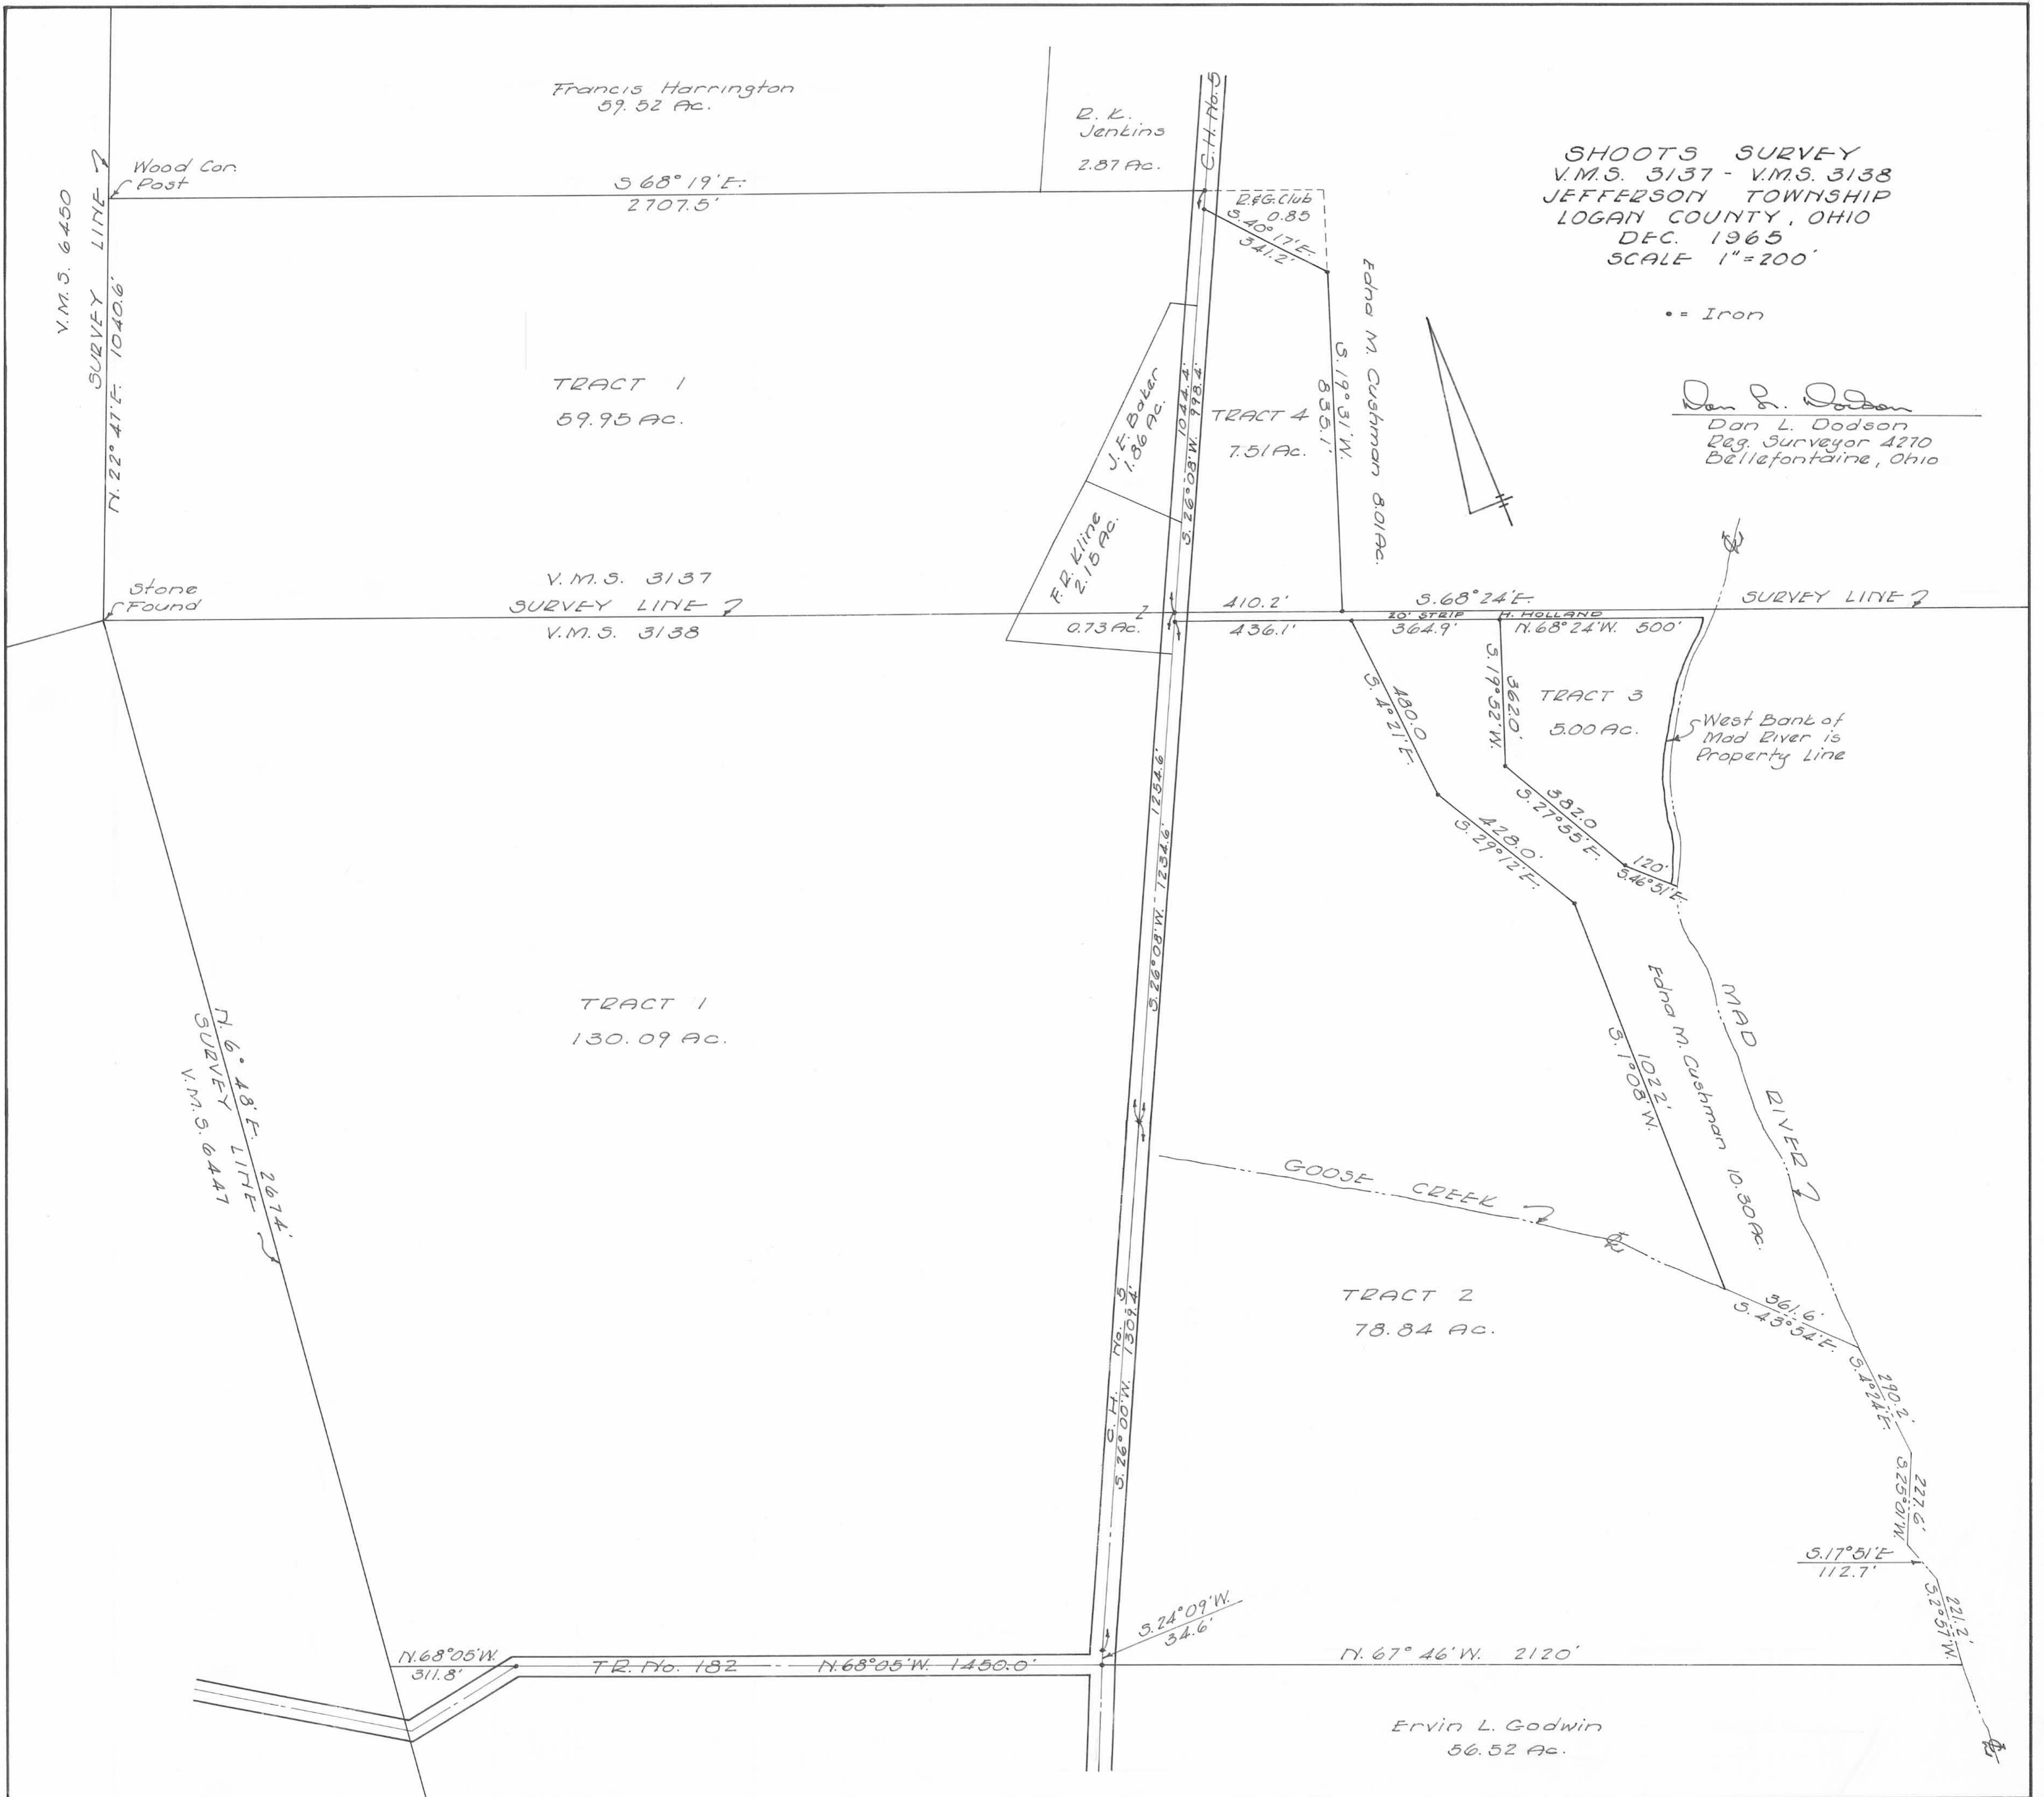 Francis Harrington
59.52 Ac.
R. K.
Jenkins
2.87 Ac.
C.H. No. 5
SHOOTS SURVEY
V.M.S. 3137 - V.M.S. 3138
JEFFERSON TOWNSHIP
LOGAN COUNTY, OHIO
DEC. 1965
SCALE 1"=200'
• = Iron
Dan L. Dodson
Dan L. Dodson
Reg. Surveyor 4270
Bellefontaine, Ohio
Wood Cor.
Post
S 68° 19' E.
2707.5'
V.M.S. 6450
SURVEY LINE
N. 22° 47' E. 1040.6'
R&G. Club
0.85
S. 40° 17' E.
341.2'
Edna M. Cushman 8.01 Ac.
S. 19° 31' W.
835.1'
TRACT 1
59.95 Ac.
J. E. Baker
1.86 Ac.
F. R. Kline
2.15 Ac.
1044.4'
S. 26° 08' W. 998.4'
TRACT 4
7.51 Ac.
Stone
Found
V.M.S. 3137
SURVEY LINE
V.M.S. 3138
0.73 Ac.
410.2'
S. 68° 24' E.
SURVEY LINE
20' STRIP H. HOLLAND
436.1'
364.9'
N. 68° 24' W. 500'
480.0
S. 4° 21' E.
362.0'
S. 19° 52' W.
TRACT 3
5.00 Ac.
West Bank of
Mad River is
Property Line
382.0
S. 27° 55' E.
120'
S. 46° 51' E.
428.0'
S. 29° 12' E.
1254.6'
S. 26° 08' W. 1234.6'
TRACT 1
130.09 Ac.
N. 6° 48' E. 2674'
SURVEY LINE
V.M.S. 6447
1022'
S. 1° 08' W.
Edna M. Cushman 10.30 Ac.
MAD RIVER
GOOSE CREEK
TRACT 2
78.84 Ac.
361.6'
S. 43° 54' E.
290.2'
S. 4° 24' E.
227.6'
S. 25° 01' W.
S. 17° 51' E
112.7'
221.2'
S. 2° 57' W.
C. H. No. 5
S. 26° 00' W. 1309.4'
S. 24° 09' W.
34.6'
N. 68° 05' W.
311.8'
TR. No. 182 N. 68° 05' W. 1450.0'
N. 67° 46' W. 2120'
Ervin L. Godwin
56.52 Ac.